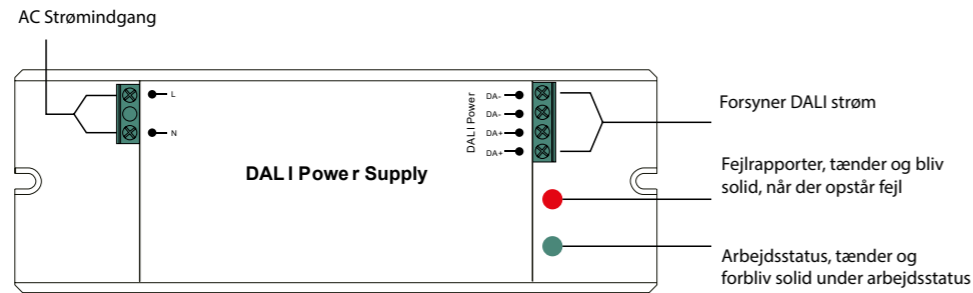 AC Strømindgang
L
N
DALI Power
DA-
DA-
DA+
DA+
DAL I Powe r Supply
Forsyner DALI strøm
Fejlrapporter, tænder og bliv
solid, når der opstår fejl
Arbejdsstatus, tænder og
forbliv solid under arbejdsstatus